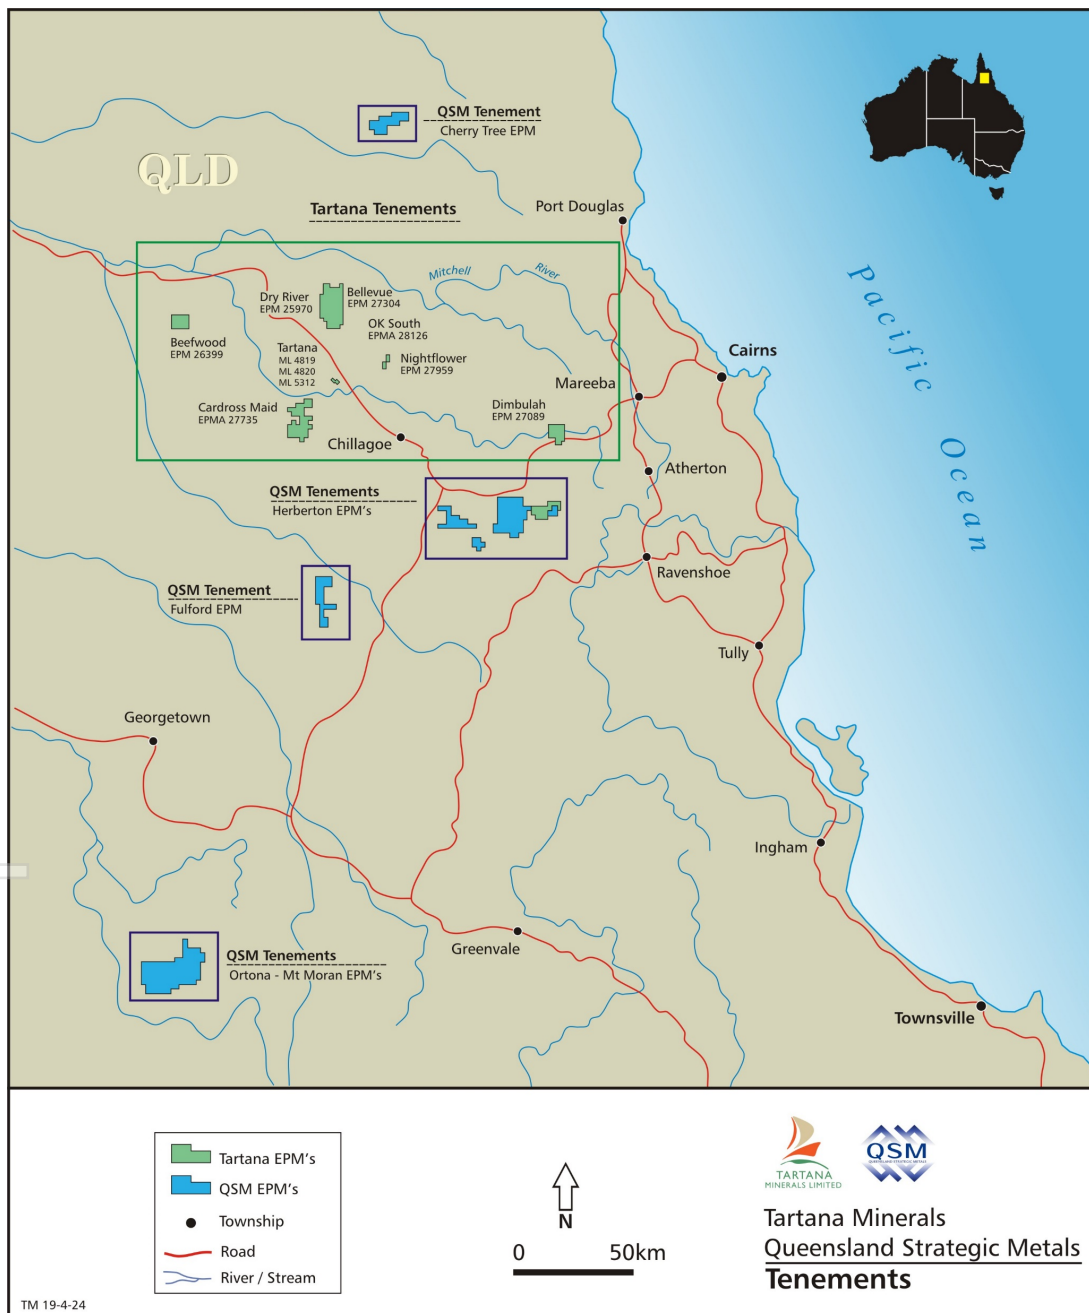 QSM Tenement
Cherry Tree EPM
QLD
Tartana Tenements
Port Douglas
Mitchell River
Dry River
EPM 25970
Bellevue
EPM 27304
OK South
EPMA 28126
Beefwood
EPM 26399
Tartana
ML 4819
ML 4820
ML 5312
Nightflower
EPM 27959
Cairns
Mareeba
Cardross Maid
EPMA 27735
Dimbulah
EPM 27089
Chillagoe
Atherton
Pacific Ocean
QSM Tenements
Herberton EPM's
Ravenshoe
QSM Tenement
Fulford EPM
Tully
Georgetown
Ingham
Greenvale
QSM Tenements
Ortona - Mt Moran EPM's
Townsville
Tartana EPM's
QSM EPM's
Township
Road
River / Stream
N
0 50km
TARTANA
MINERALS LIMITED
QSM
QUEENSLAND STRATEGIC METALS
Tartana Minerals
Queensland Strategic Metals
Tenements
TM 19-4-24